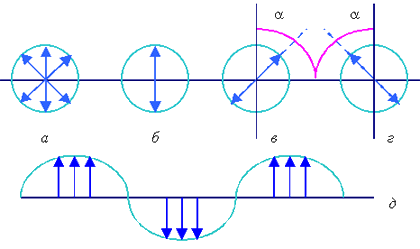 α α
а б в г
д